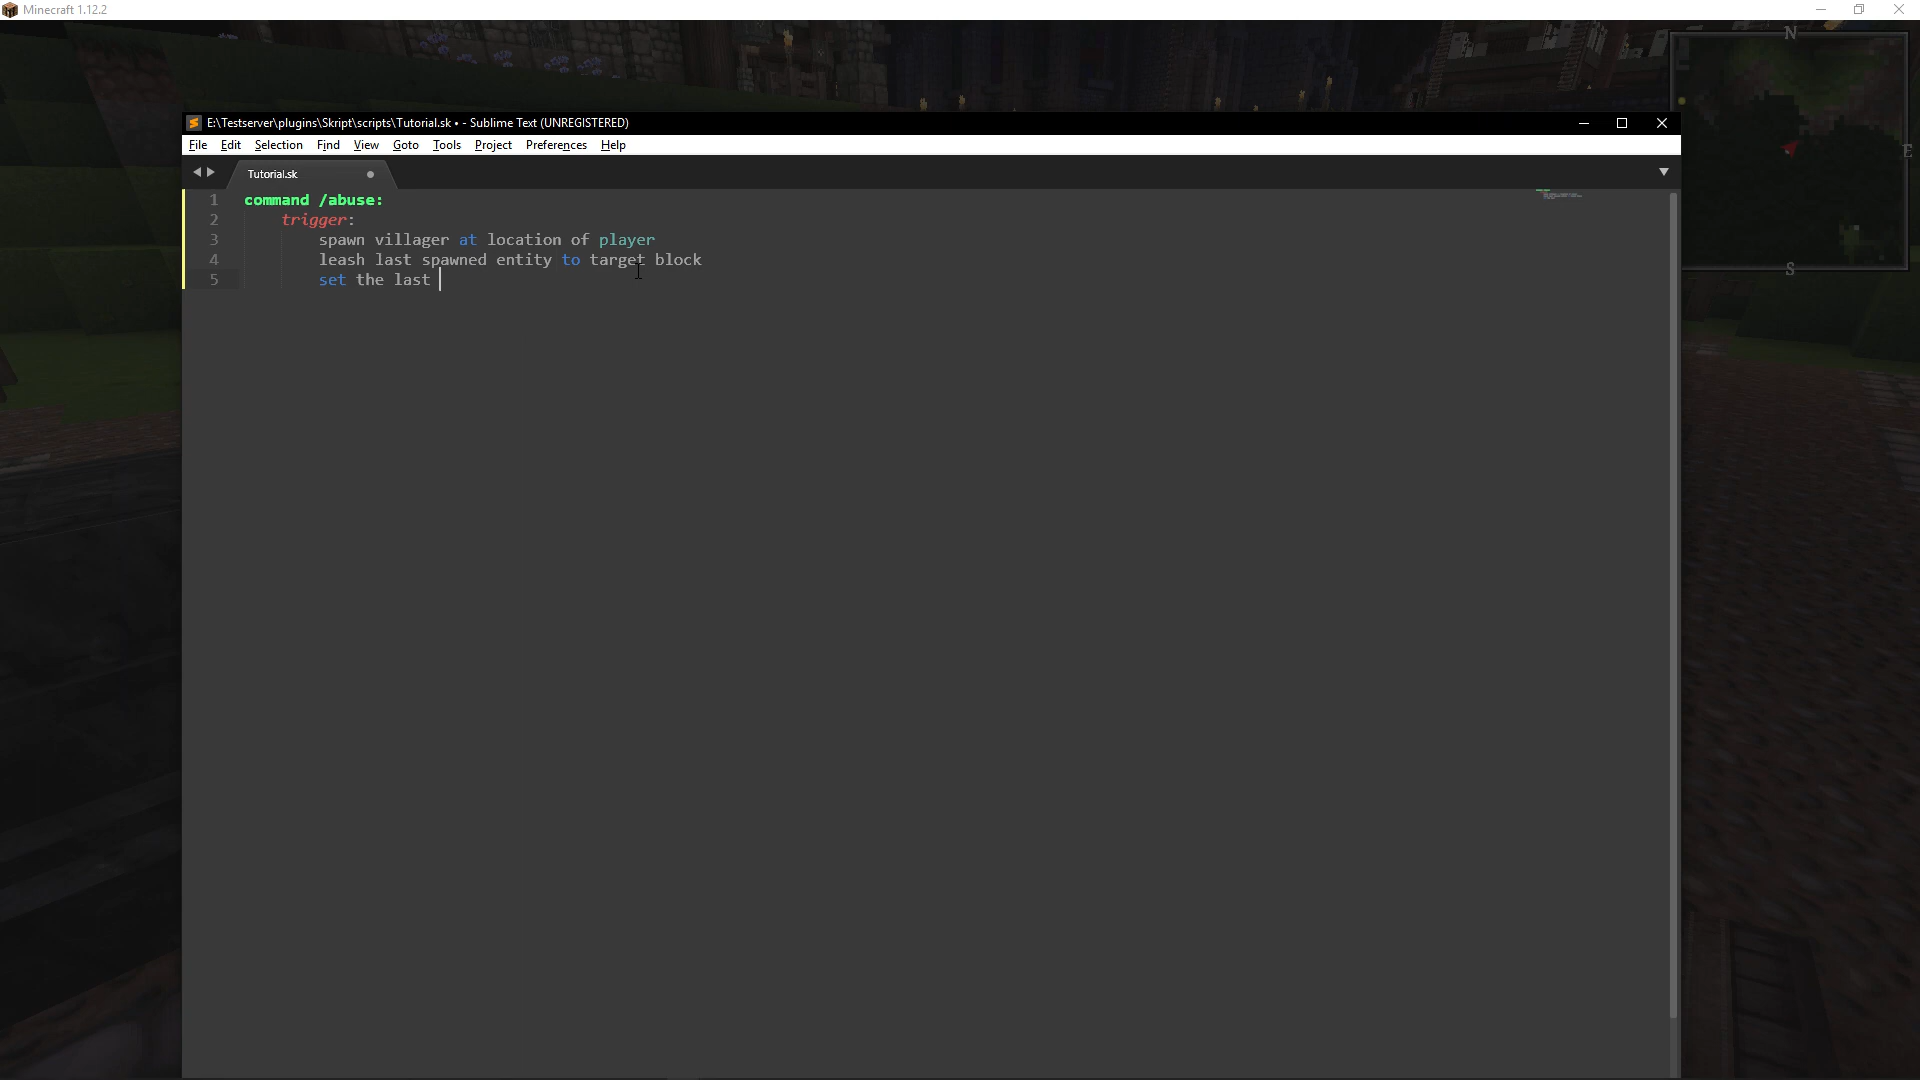 Minecraft 1.12.2
N
E:\Testserver\plugins\Skript\scripts\Tutorial.sk • - Sublime Text (UNREGISTERED)
File Edit Selection Find View Goto Tools Project Preferences Help
E
Tutorial.sk
1 command /abuse:
2 trigger:
3 spawn villager at location of player
4 leash last spawned entity to target block
5 set the last
S